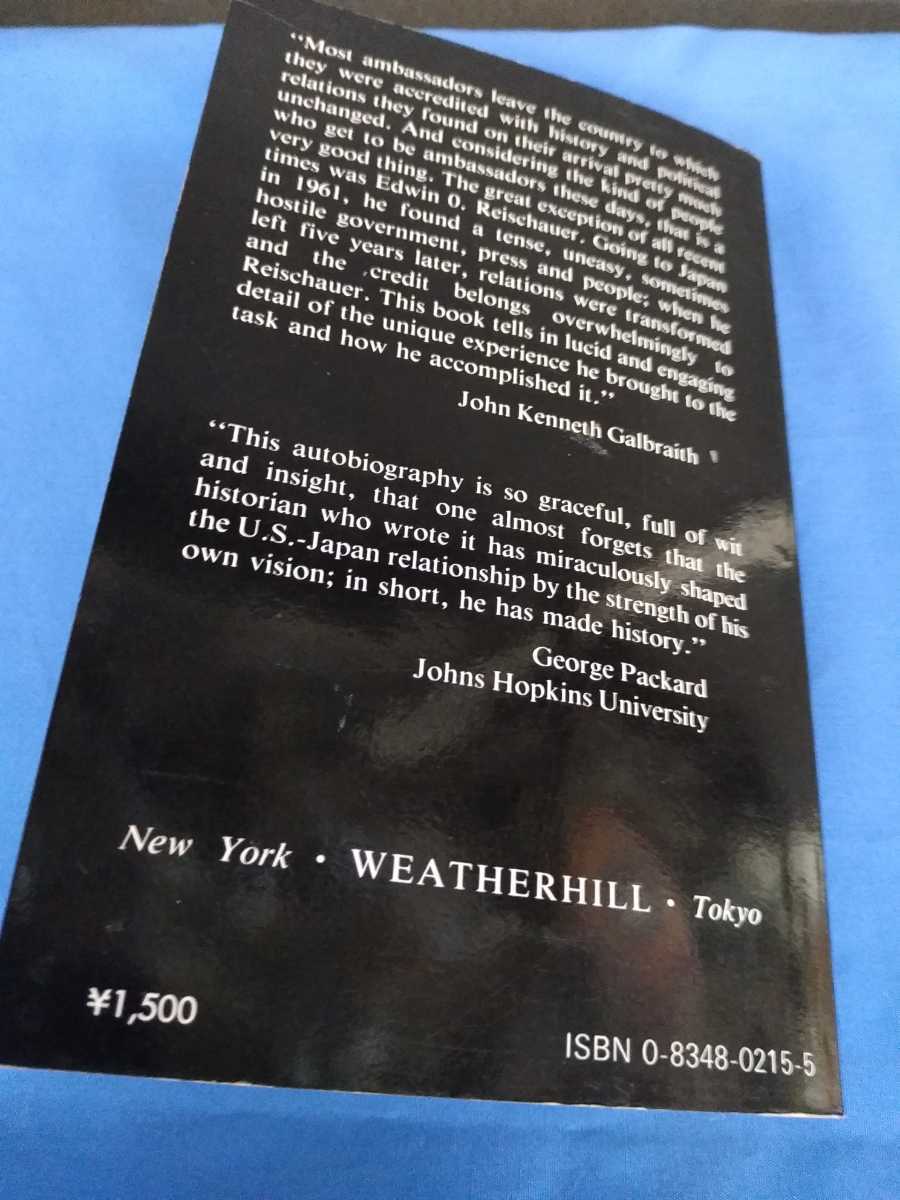 “Most ambassadors leave the country to which
they were accredited with history and political
relations they found on their arrival pretty much
unchanged. And considering the kind of people
who get to be ambassadors these days, that is a
very good thing. The great exception of all recent
times was Edwin O. Reischauer. Going to Japan
in 1961, he found a tense, uneasy, sometimes
hostile government, press and people; when he
left five years later, relations were transformed
and the credit belongs overwhelmingly to
Reischauer. This book tells in lucid and engaging
detail of the unique experience he brought to the
task and how he accomplished it.”
John Kenneth Galbraith
“This autobiography is so graceful, full of wit
and insight, that one almost forgets that the
historian who wrote it has miraculously shaped
the U.S.-Japan relationship by the strength of his
own vision; in short, he has made history.”
George Packard
Johns Hopkins University
New York • WEATHERHILL • Tokyo
¥1,500
ISBN 0-8348-0215-5